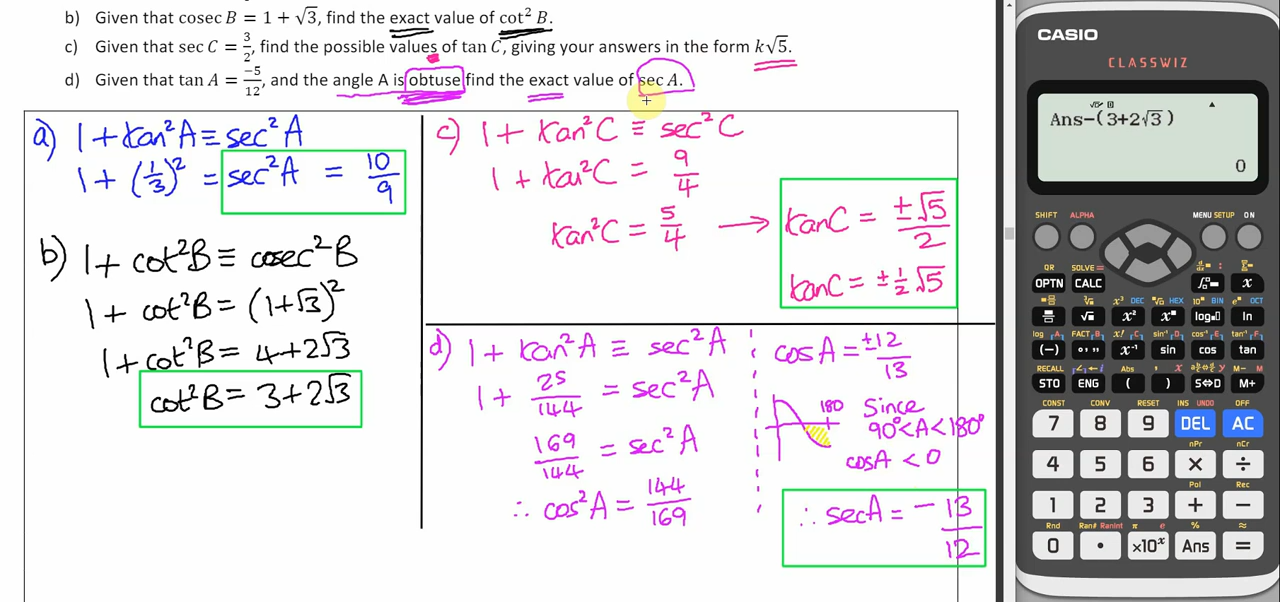 b) Given that cosec B = 1 + √3, find the exact value of cot² B.
c) Given that sec C = 3/2, find the possible values of tan C, giving your answers in the form k√5.
d) Given that tan A = -5/12, and the angle A is obtuse find the exact value of sec A.
a) 1 + tan²A ≡ sec²A
1 + (1/3)² = sec²A = 10/9
b) 1 + cot²B ≡ cosec²B
1 + cot²B = (1+√3)²
1 + cot²B = 4+2√3
cot²B = 3+2√3
c) 1 + tan²C ≡ sec²C
1 + tan²C = 9/4
tan²C = 5/4 → tanC = ±√5/2
tanC = ±1/2 √5
d) 1 + tan²A ≡ sec²A
1 + 25/144 = sec²A
169/144 = sec²A
∴ cos²A = 144/169
cosA = ±12/13
180
Since
90°<A<180°
cosA < 0
∴ secA = -13/12
CASIO
CLASSWIZ
Ans−(3+2√3)
0
SHIFT ALPHA MENU SETUP ON
QR SOLVE =
OPTN CALC x
√ x² x^■ log□ ln
(−) °,,, x⁻¹ sin cos tan
STO ENG ( ) S⇔D M+
7 8 9 DEL AC
4 5 6 × ÷
1 2 3 + −
0 • ×10ˣ Ans =